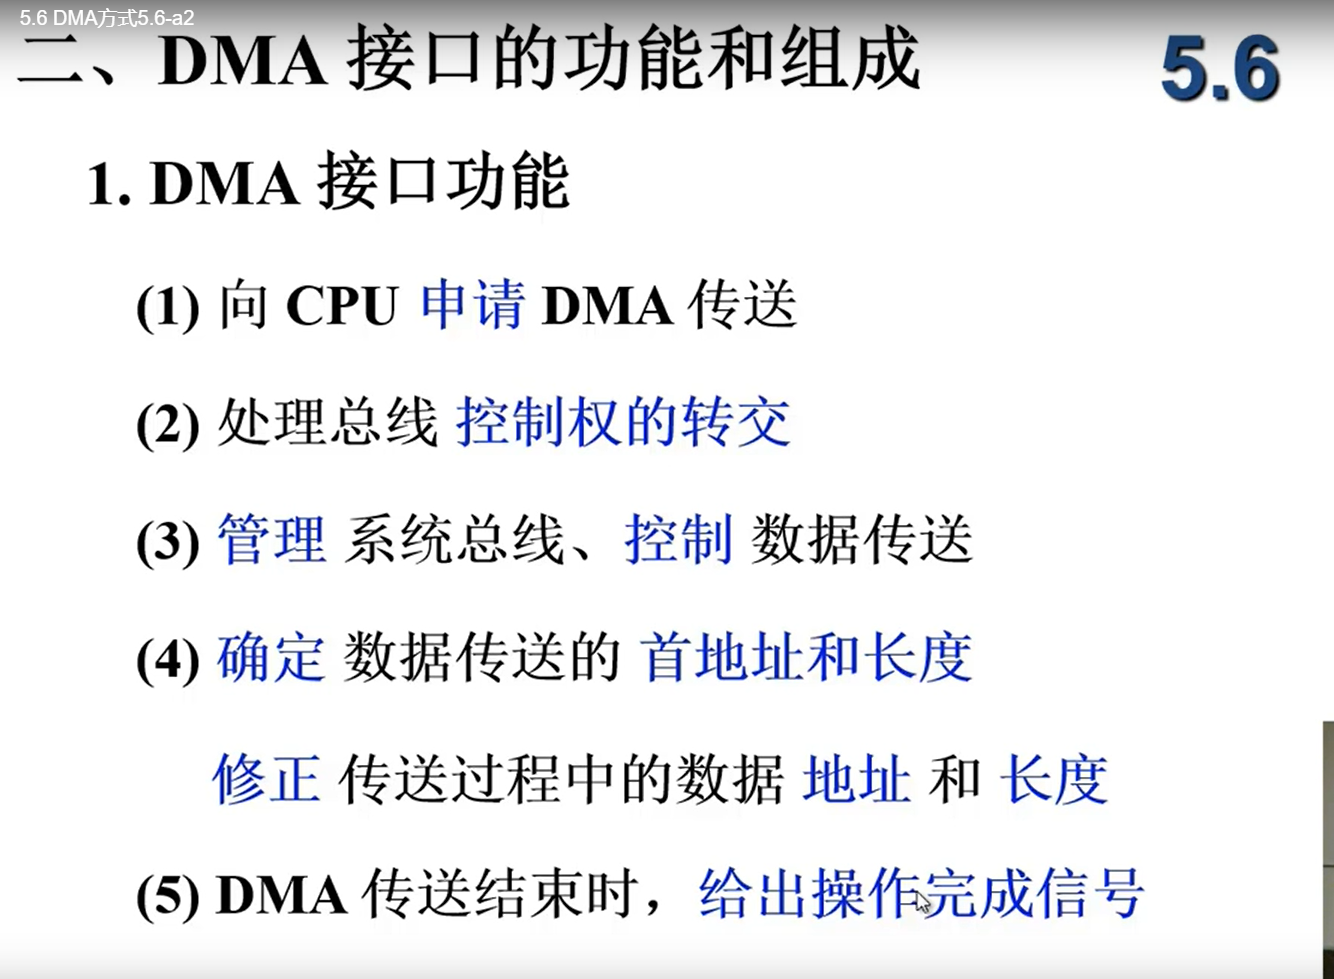 5.6 DMA方式5.6-a2
二、DMA 接口的功能和组成
5.6
1. DMA 接口功能
(1) 向 CPU 申请 DMA 传送
(2) 处理总线 控制权的转交
(3) 管理 系统总线、控制 数据传送
(4) 确定 数据传送的 首地址和长度
修正 传送过程中的数据 地址 和 长度
(5) DMA 传送结束时，给出操作完成信号